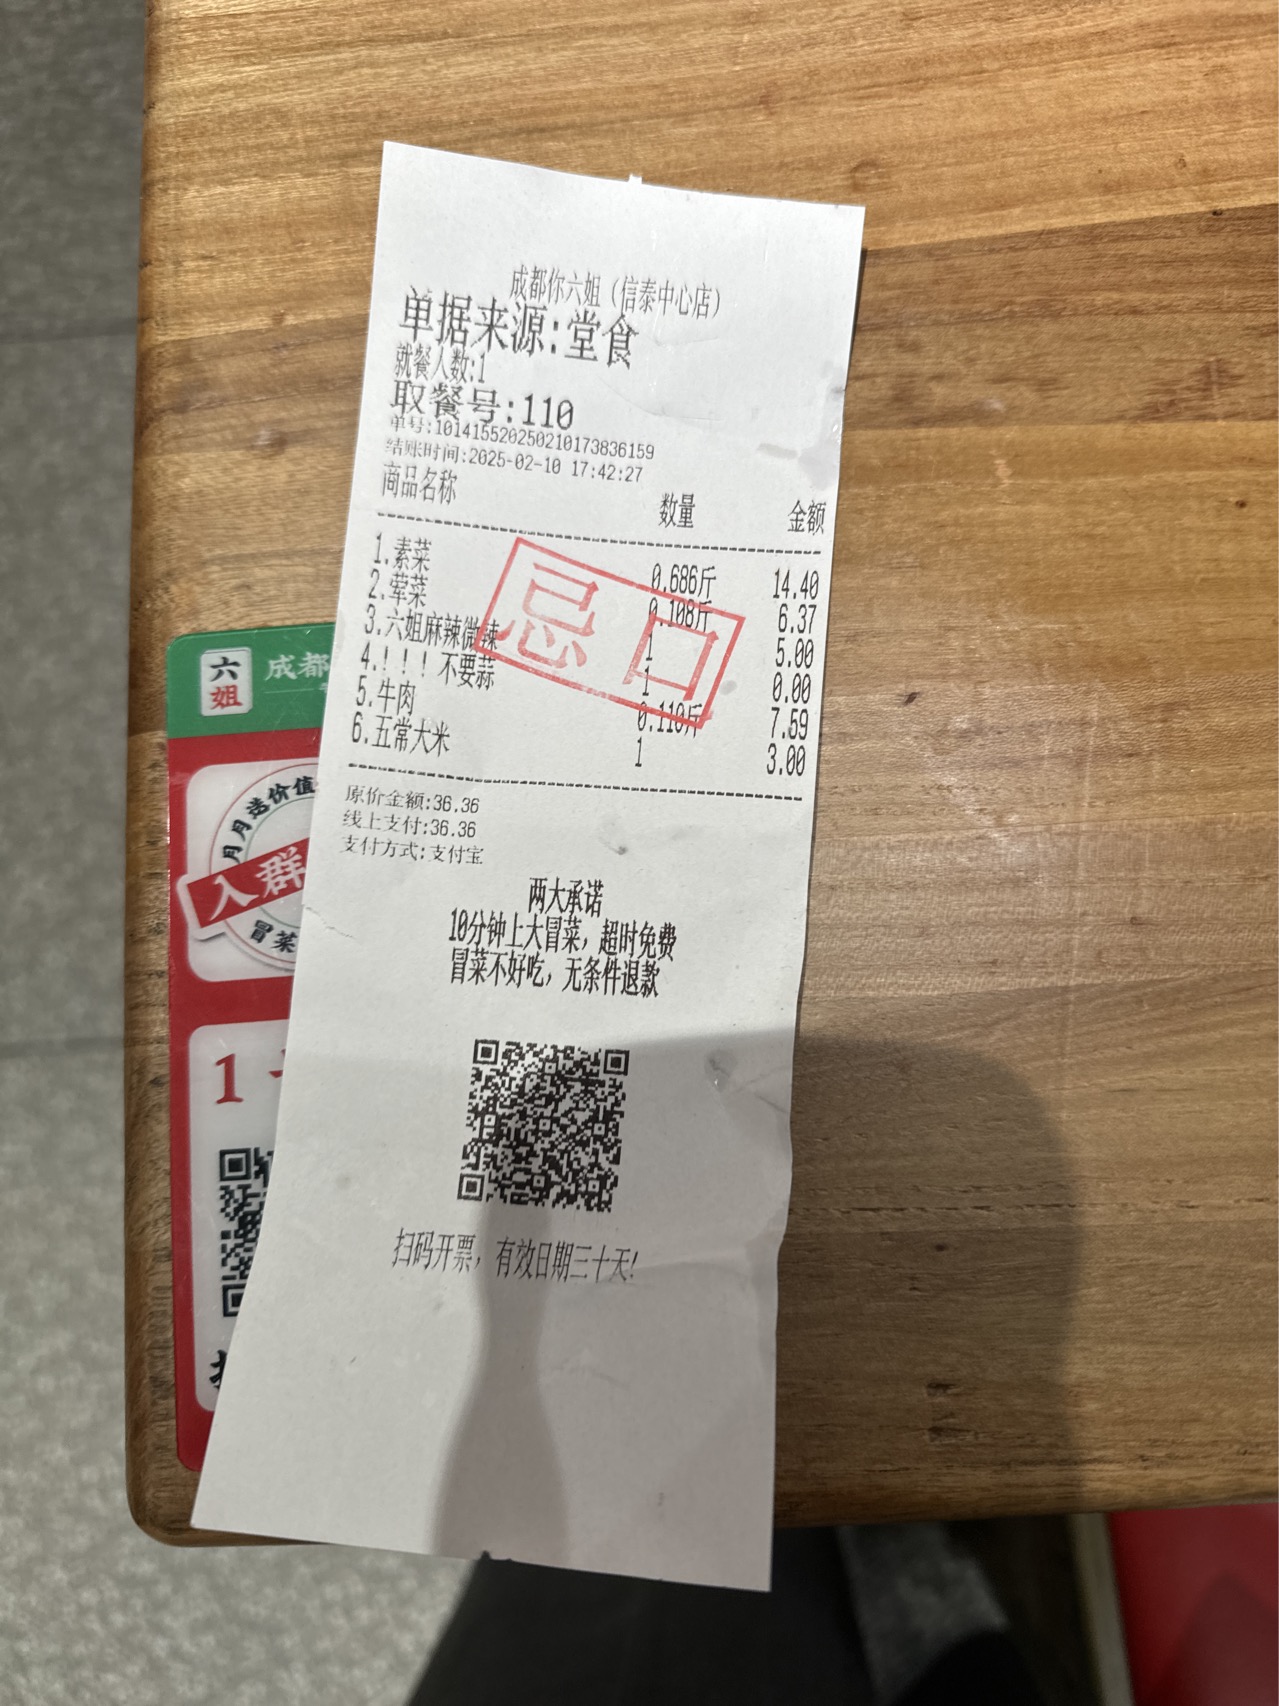 成都你六姐（信泰中心店）
单据来源:堂食
就餐人数:1
取餐号:110
单号:101415520250210173836159
结账时间:2025-02-10 17:42:27
商品名称 数量 金额
1.素菜 0.686斤 14.40
2.荤菜 0.108斤 6.37
3.六姐麻辣微辣 1 5.00
4.！！！不要蒜 1 0.00
5.牛肉 0.110斤 7.59
6.五常大米 1 3.00
忌口
原价金额:36.36
线上支付:36.36
支付方式:支付宝
两大承诺
10分钟上大冒菜，超时免费
冒菜不好吃，无条件退款
扫码开票，有效日期三十天!
六姐
成都
月月送价值
入群
冒菜
1